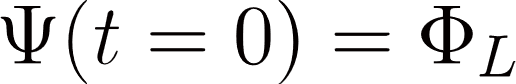 Ψ(t = 0) = Φ_L